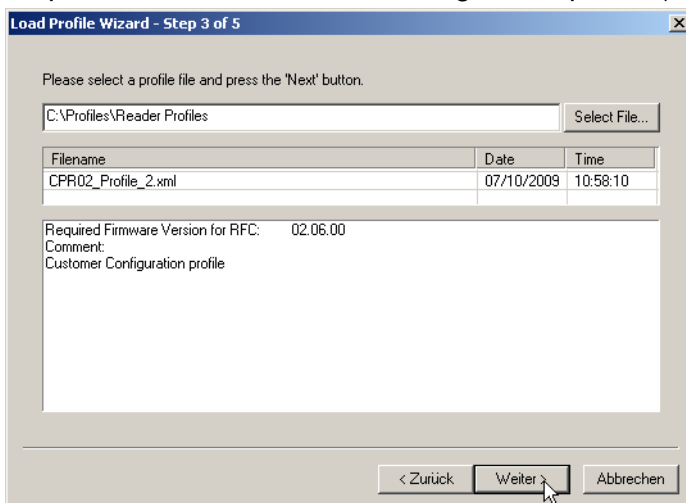 Load Profile Wizard - Step 3 of 5
Please select a profile file and press the 'Next' button.
C:\Profiles\Reader Profiles
Select File...
Filename Date Time
CPR02_Profile_2.xml 07/10/2009 10:58:10
Required Firmware Version for RFC: 02.06.00
Comment:
Customer Configuration profile
< Zurück Weiter > Abbrechen